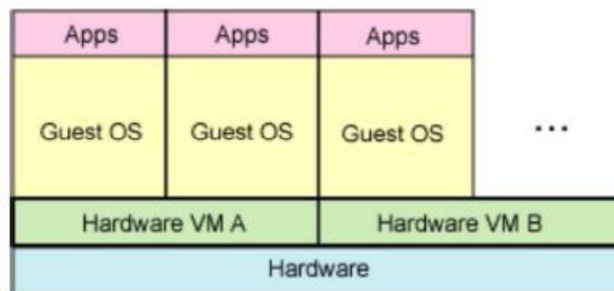 Apps Apps Apps
Guest OS Guest OS Guest OS ...
Hardware VM A Hardware VM B
Hardware